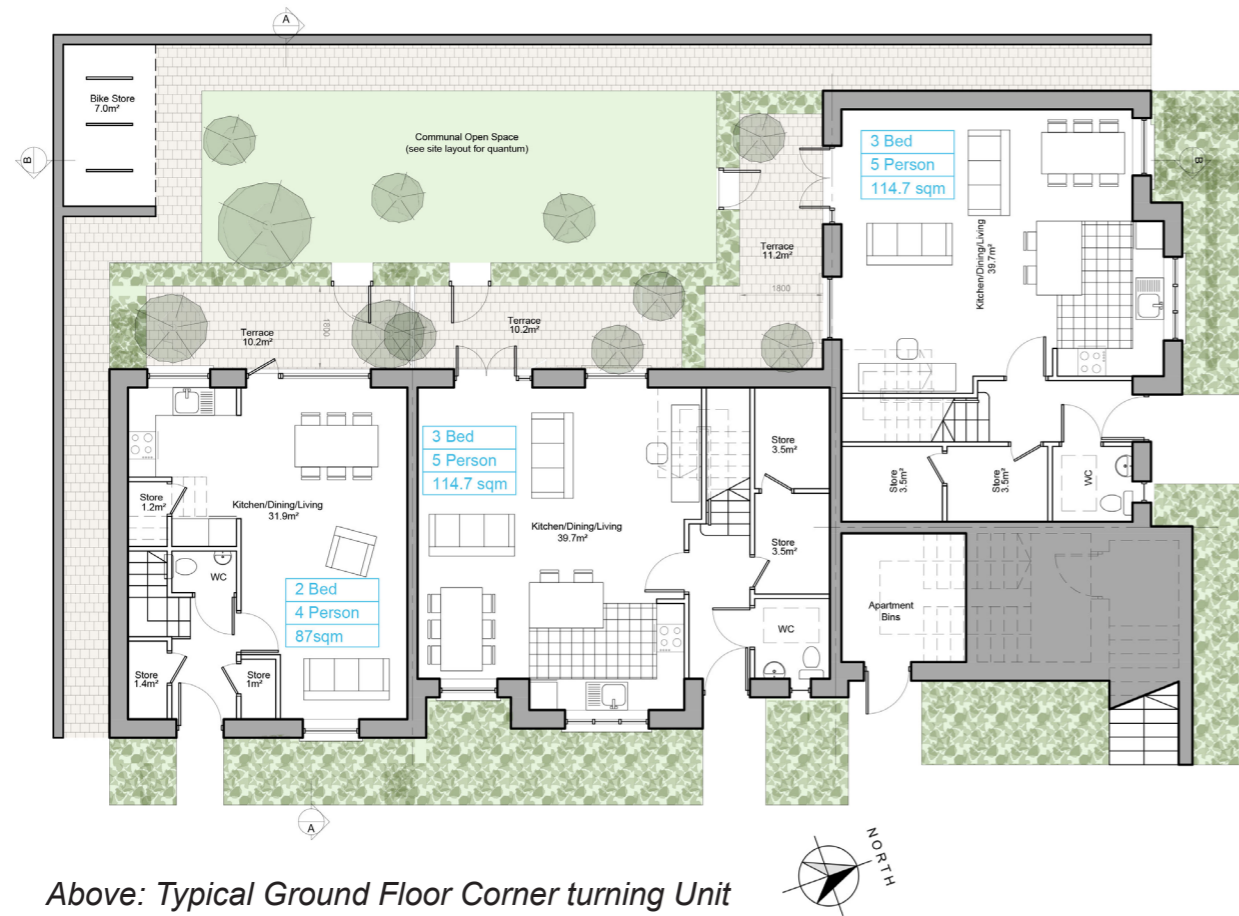 A
Bike Store
7.0m²
B
Communal Open Space
(see site layout for quantum)
3 Bed
5 Person
114.7 sqm
B
Terrace
11.2m²
1800
Kitchen/Dining/Living
39.7m²
Terrace
10.2m²
1800
Terrace
10.2m²
3 Bed
5 Person
114.7 sqm
Store
3.5m²
Store
3.5m²
Store
3.5m²
WC
Store
1.2m²
Kitchen/Dining/Living
31.9m²
Kitchen/Dining/Living
39.7m²
Store
3.5m²
WC
2 Bed
4 Person
87sqm
Apartment
Bins
WC
Store
1.4m²
Store
1m²
A
NORTH
Above: Typical Ground Floor Corner turning Unit